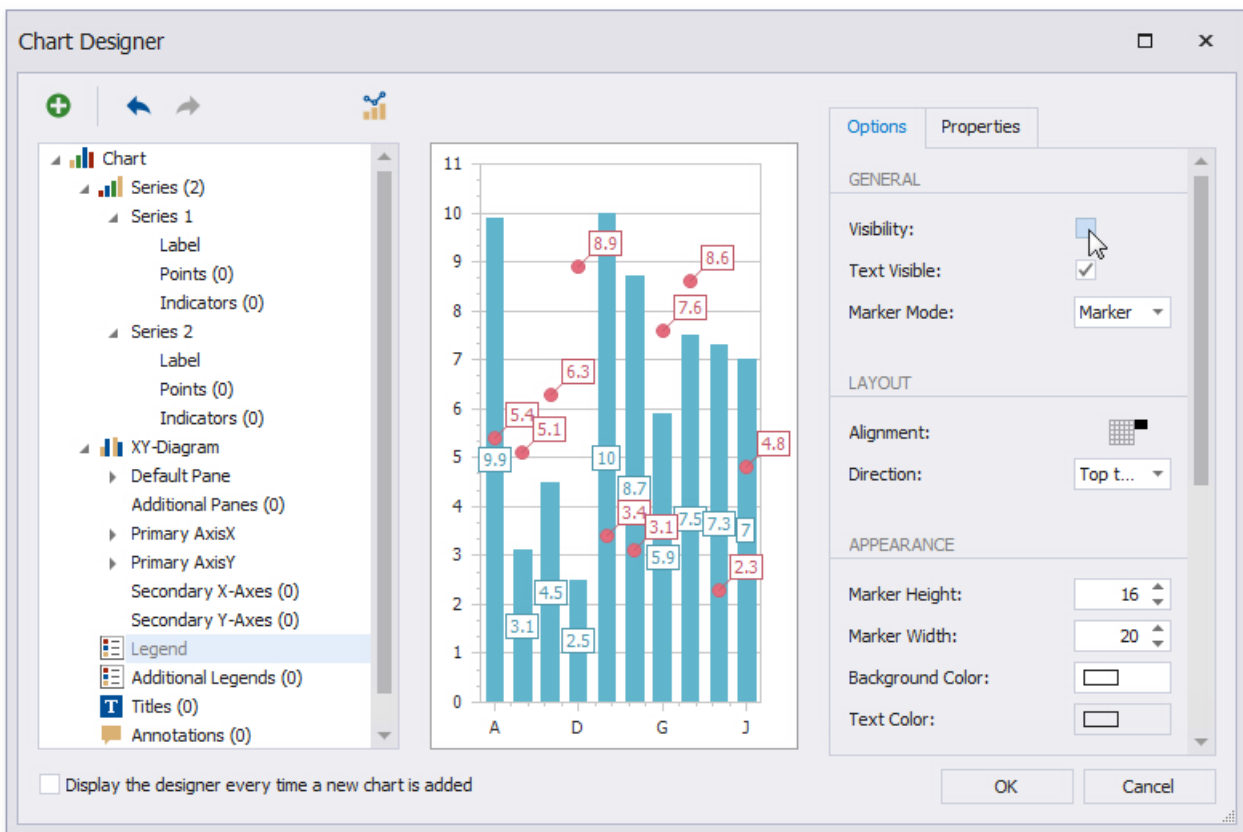 Chart Designer
Chart
Series (2)
Series 1
Label
Points (0)
Indicators (0)
Series 2
Label
Points (0)
Indicators (0)
XY-Diagram
Default Pane
Additional Panes (0)
Primary AxisX
Primary AxisY
Secondary X-Axes (0)
Secondary Y-Axes (0)
Legend
Additional Legends (0)
T Titles (0)
Annotations (0)
11
10
9
8
7
6
5
4
3
2
1
0
8.9
8.6
7.6
6.3
5.4
5.1
4.8
9.9
10
8.7
3.4
3.1
7.5
7.3
7
5.9
2.3
4.5
3.1
2.5
A D G J
Options Properties
GENERAL
Visibility:
Text Visible:
Marker Mode: Marker
LAYOUT
Alignment:
Direction: Top t...
APPEARANCE
Marker Height: 16
Marker Width: 20
Background Color:
Text Color:
Display the designer every time a new chart is added
OK Cancel